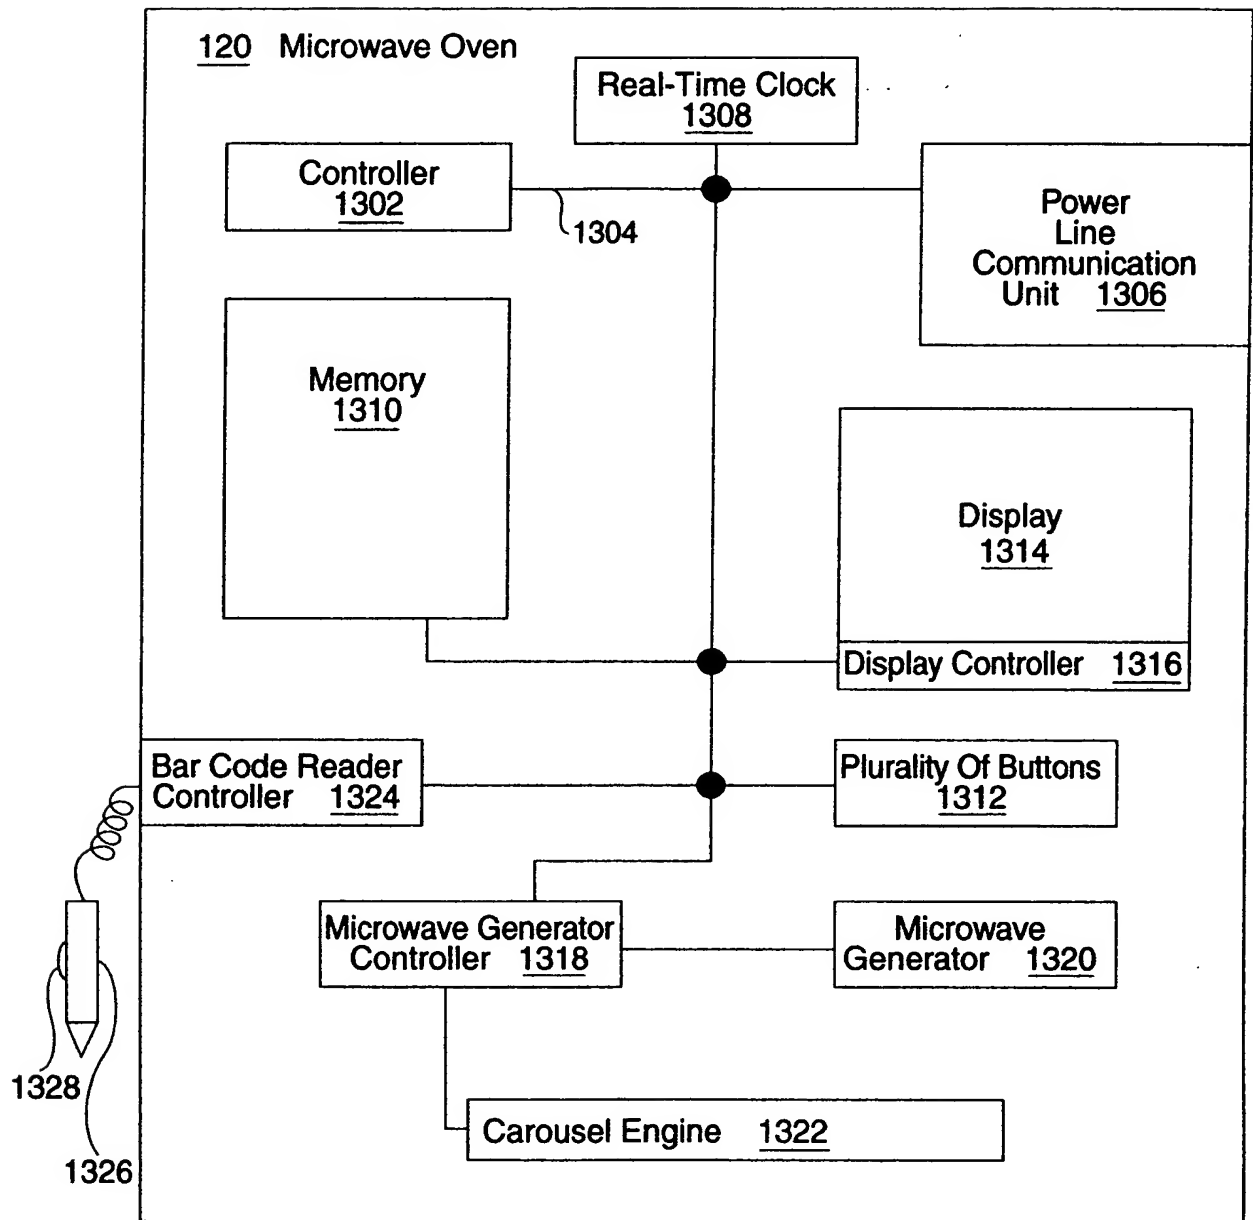 120 Microwave Oven
Real-Time Clock
1308
Controller
1302
1304
Power
Line
Communication
Unit 1306
Memory
1310
Display
1314
Display Controller 1316
Bar Code Reader
Controller 1324
Plurality Of Buttons
1312
Microwave Generator
Controller 1318
Microwave
Generator 1320
1328
1326
Carousel Engine 1322